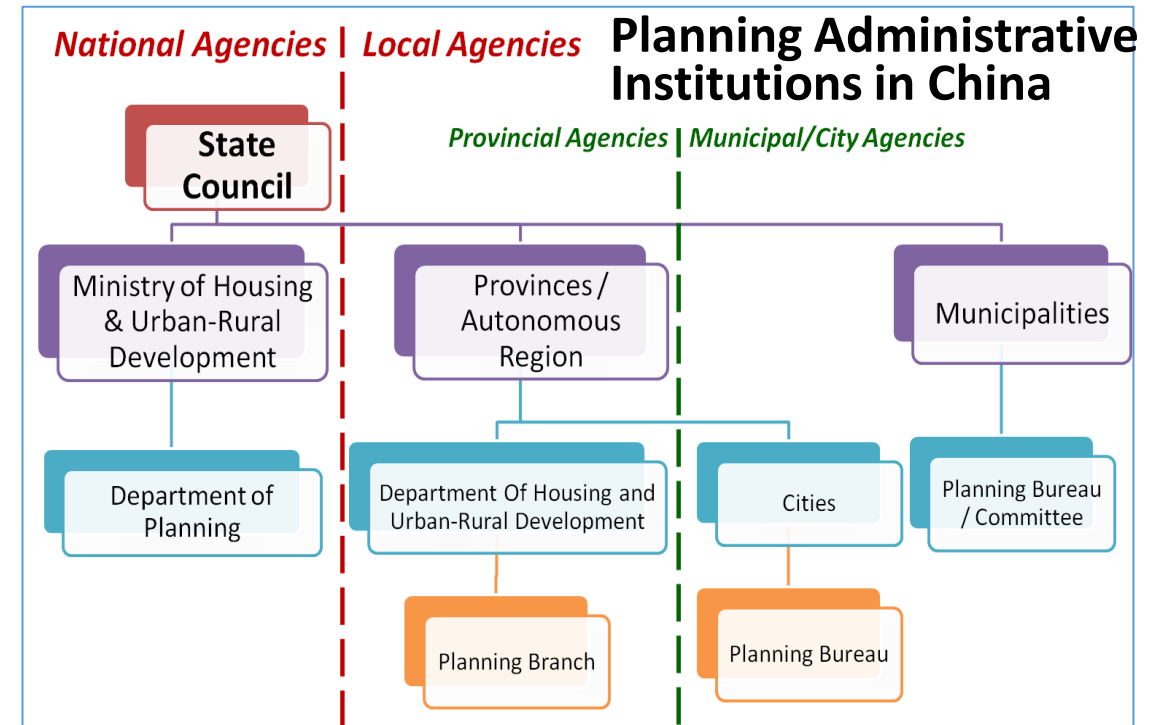 National Agencies
Local Agencies
Planning Administrative
Institutions in China
Provincial Agencies
Municipal/City Agencies
State
Council
Ministry of Housing
& Urban-Rural
Development
Provinces /
Autonomous
Region
Municipalities
Department of
Planning
Department Of Housing and
Urban-Rural Development
Cities
Planning Bureau
/ Committee
Planning Branch
Planning Bureau